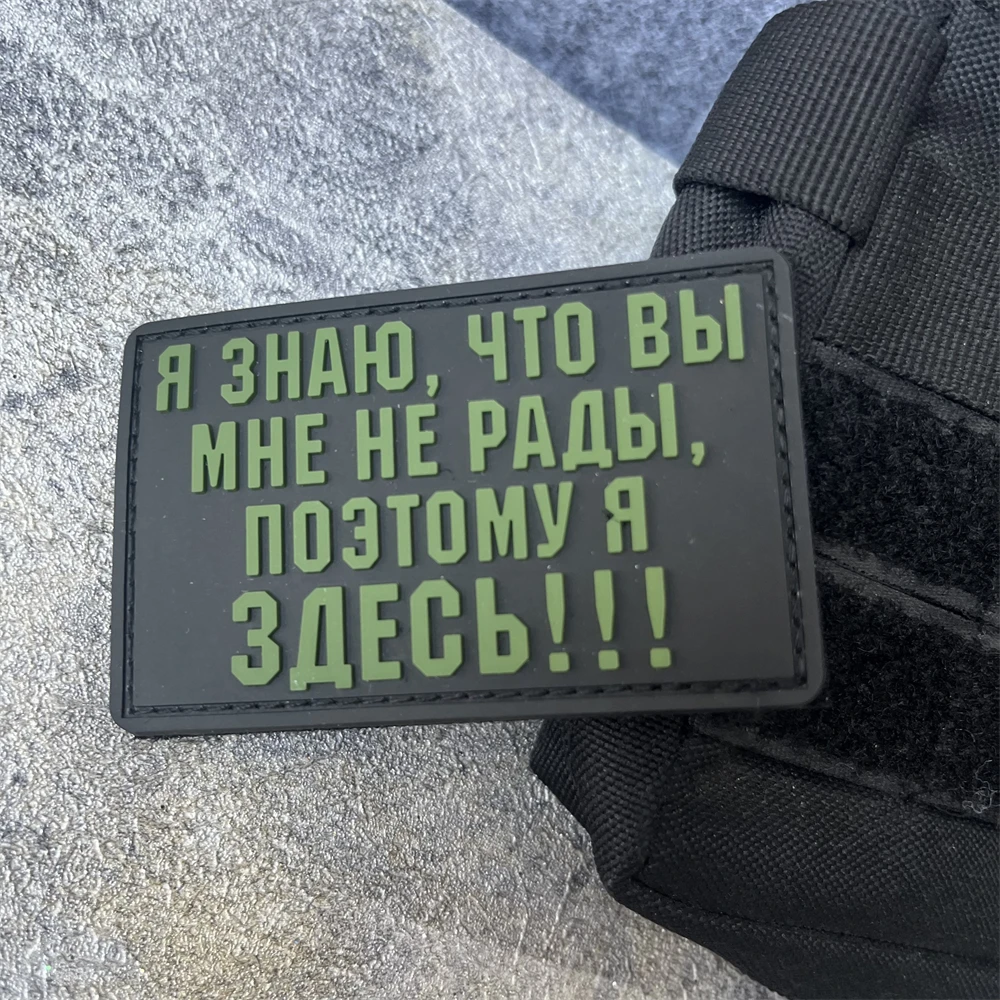 Я ЗНАЮ, ЧТО ВЫ
МНЕ НЕ РАДЫ,
ПОЭТОМУ Я
ЗДЕСЬ!!!